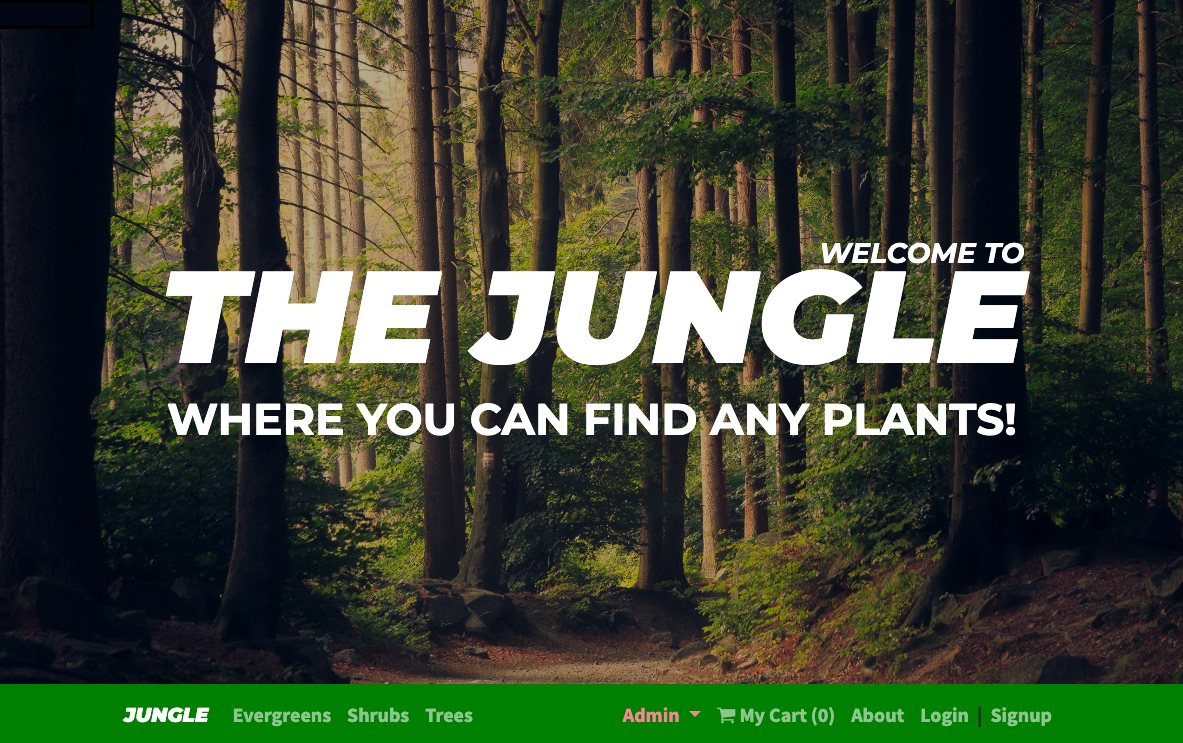 WELCOME TO
THE JUNGLE
WHERE YOU CAN FIND ANY PLANTS!
JUNGLE Evergreens Shrubs Trees Admin My Cart (0) About Login | Signup